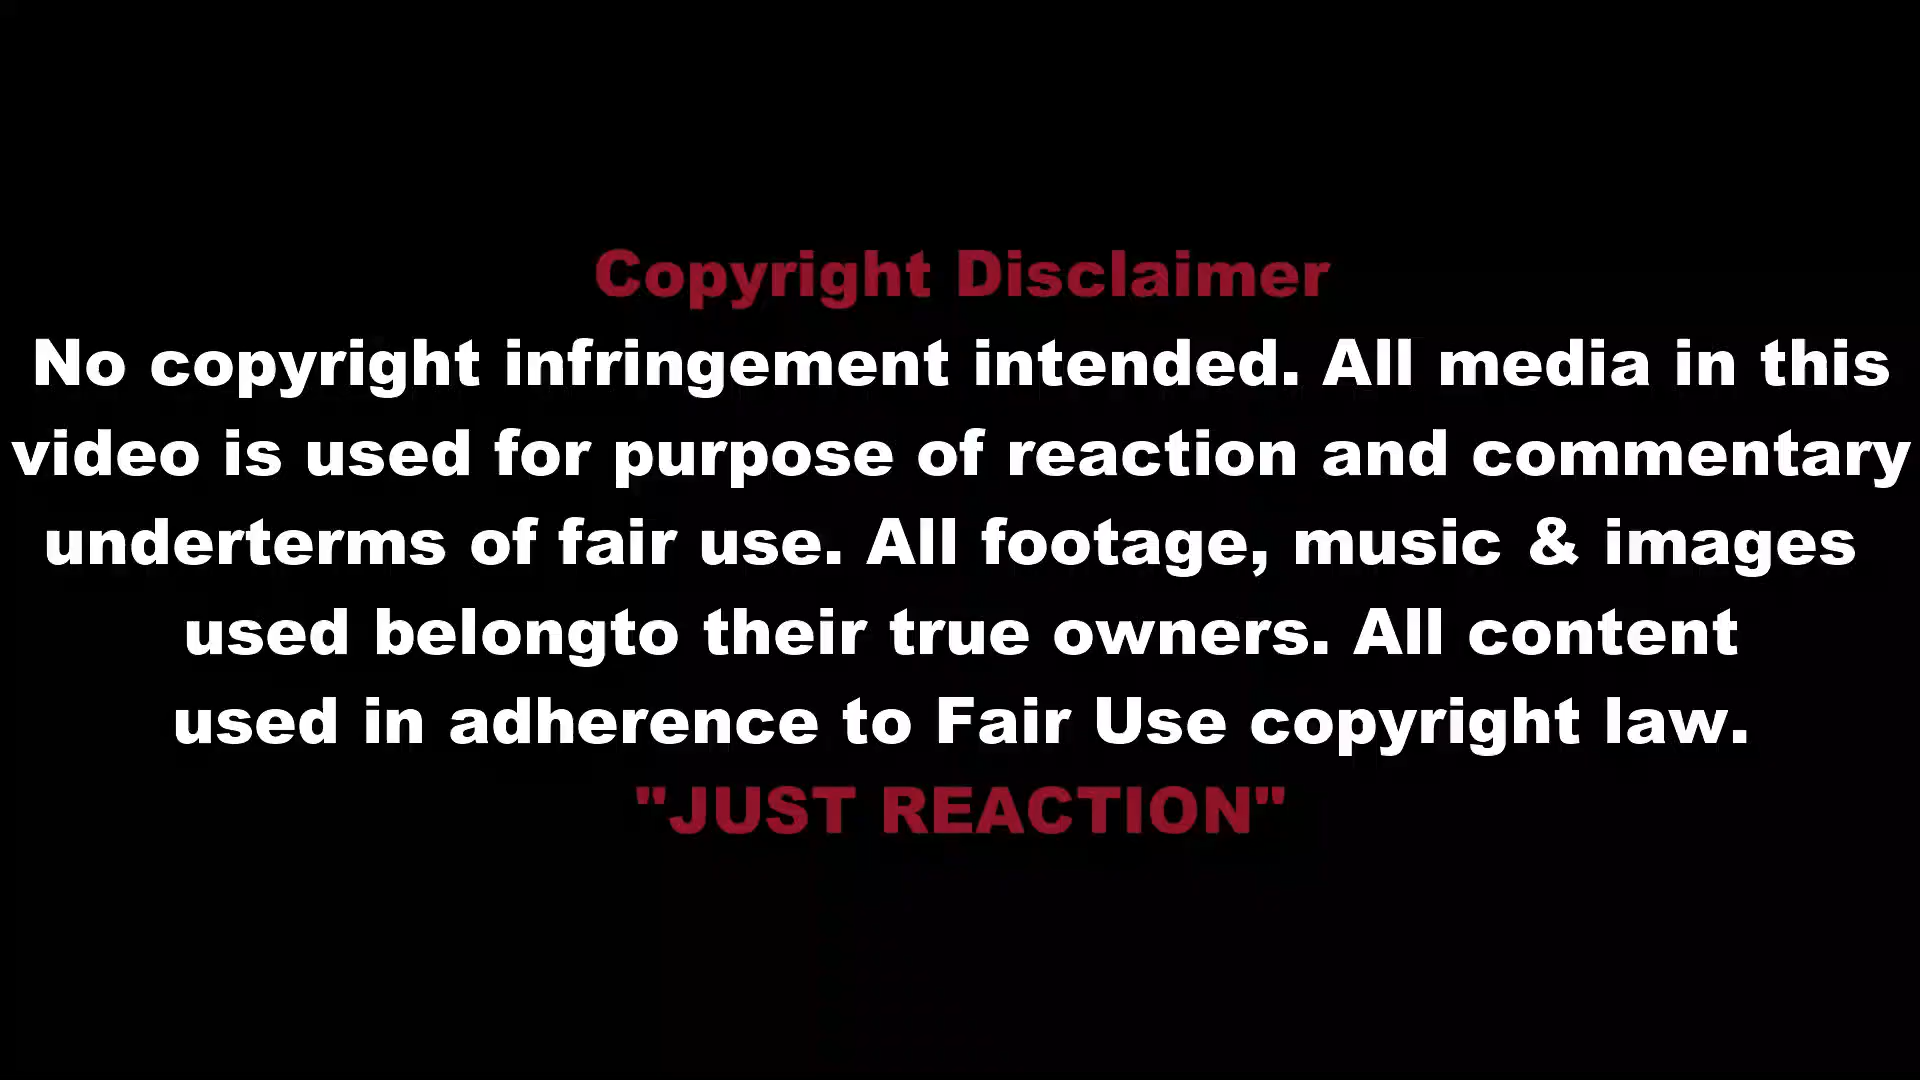 Copyright Disclaimer
No copyright infringement intended. All media in this
video is used for purpose of reaction and commentary
underterms of fair use. All footage, music & images
used belongto their true owners. All content
used in adherence to Fair Use copyright law.
"JUST REACTION"